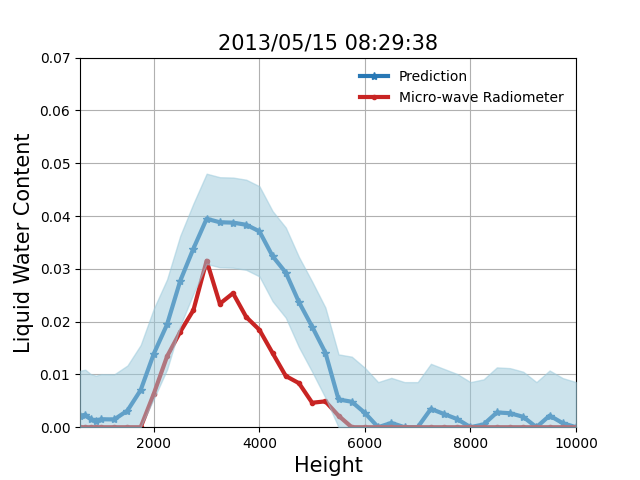 2013/05/15 08:29:38
Prediction
Micro-wave Radiometer
Liquid Water Content
0.07
0.06
0.05
0.04
0.03
0.02
0.01
0.00
2000 4000 6000 8000 10000
Height